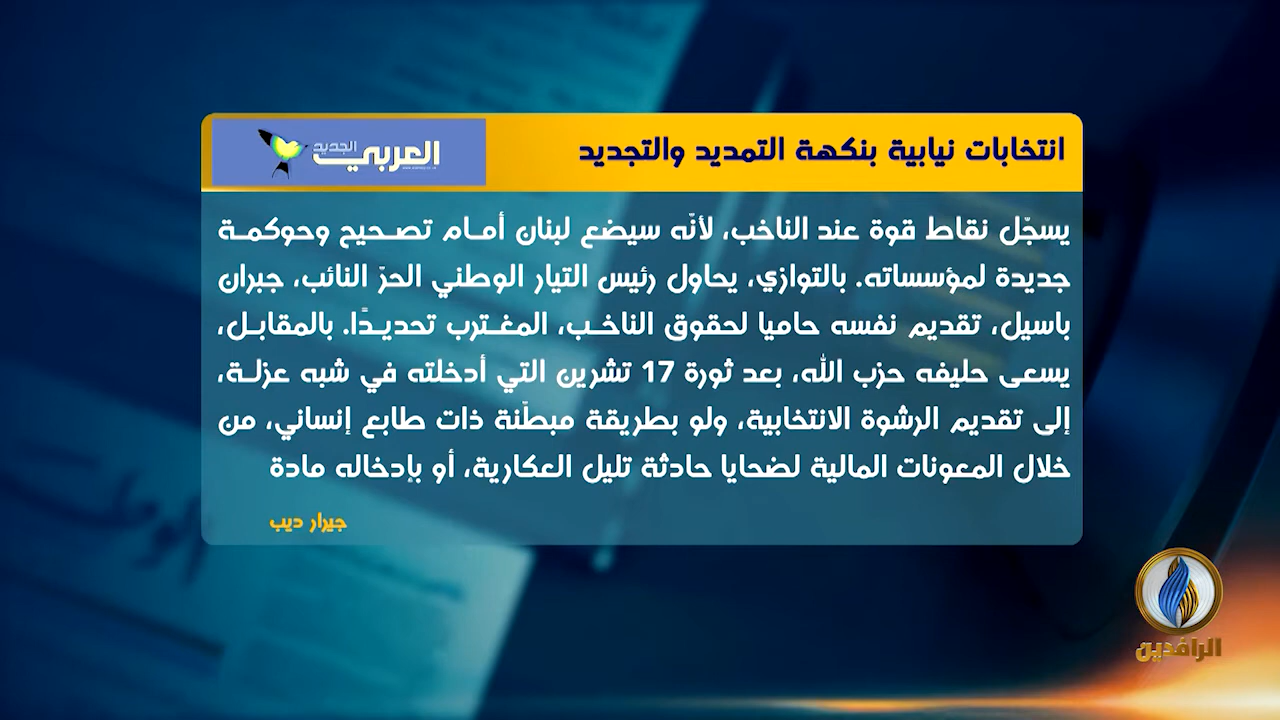 انتخابات نيابية بنكهة التمديد والتجديد
العربي الجديد
يسجّل نقاط قوة عند الناخب، لأنّه سيضع لبنان أمام تصحيح وحوكمة
جديدة لمؤسساته. بالتوازي، يحاول رئيس التيار الوطني الحرّ النائب، جبران
باسيل، تقديم نفسه حاميا لحقوق الناخب، المغترب تحديدًا. بالمقابل،
يسعى حليفه حزب الله، بعد ثورة 17 تشرين التي أدخلته في شبه عزلة،
إلى تقديم الرشوة الانتخابية، ولو بطريقة مبطّنة ذات طابع إنساني، من
خلال المعونات المالية لضحايا حادثة تليل العكارية، أو بإدخاله مادة
جيرار ديب
الرافدين